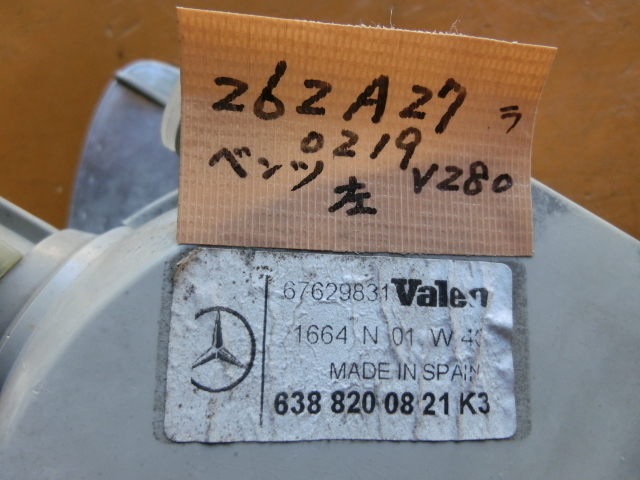 262A27 ラ
0219
ベンツ V280
左
67629831 Valeo
1664 N 01 W 43
MADE IN SPAIN
638 820 08 21 K3